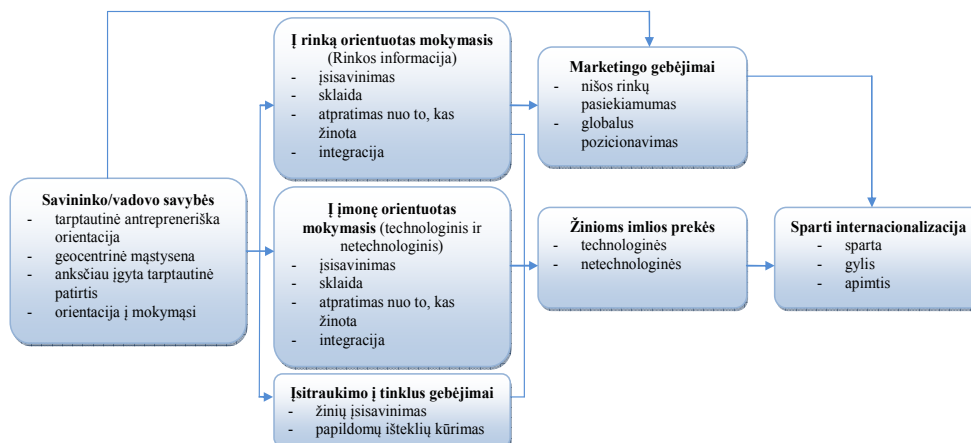 Savininko/vadovo savybės
- tarptautinė antrepreneriška
orientacija
- geocentrinė mąstysena
- anksčiau įgyta tarptautinė
patirtis
- orientacija į mokymąsi
Į rinką orientuotas mokymasis
(Rinkos informacija)
- įsisavinimas
- sklaida
- atpratimas nuo to, kas
žinota
- integracija
Į įmonę orientuotas
mokymasis (technologinis ir
netechnologinis)
- įsisavinimas
- sklaida
- atpratimas nuo to, kas
žinota
- integracija
Įsitraukimo į tinklus gebėjimai
- žinių įsisavinimas
- papildomų išteklių kūrimas
Marketingo gebėjimai
- nišos rinkų
pasiekiamumas
- globalus
pozicionavimas
Žinioms imlios prekės
- technologinės
- netechnologinės
Sparti internacionalizacija
- sparta
- gylis
- apimtis